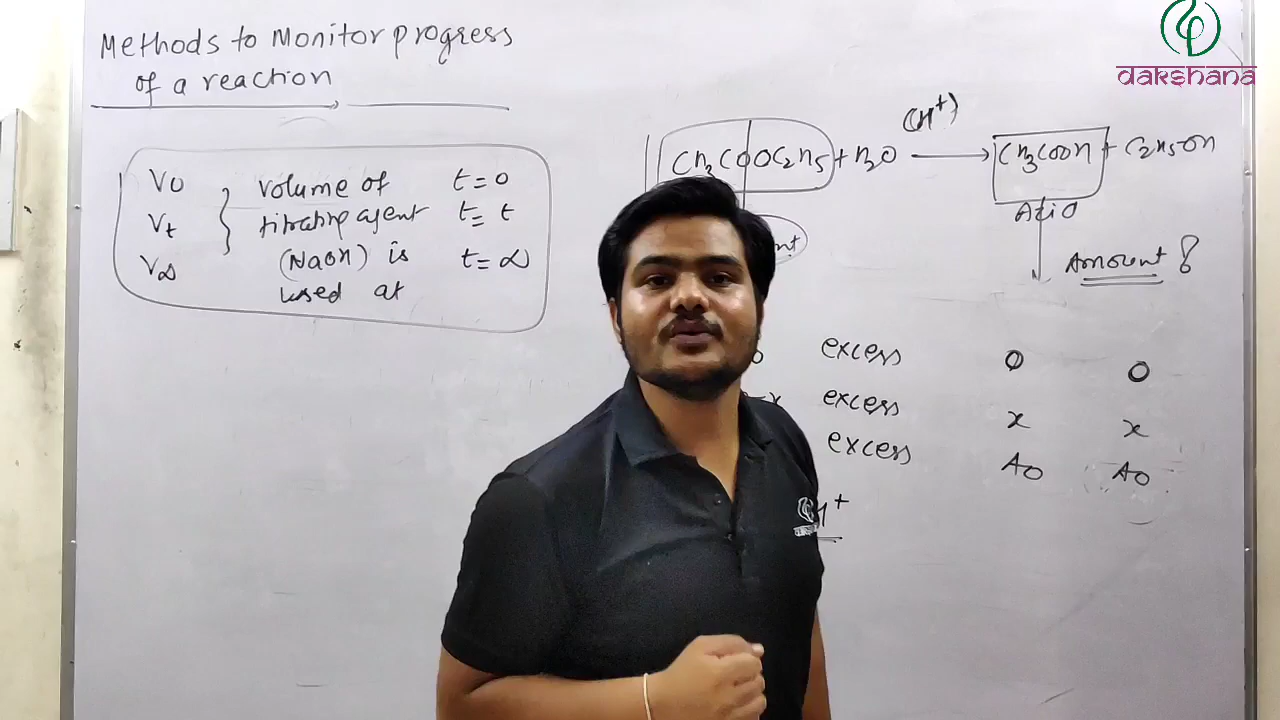 Methods to Monitor progress
of a reaction
dakshana
V0
Vt
V∞
volume of
titrating agent
(NaOH) is
used at
t=0
t=t
t=∞
(H+)
CH3COOC2H5 + H2O → CH3COOH + C2H5OH
Acid
Amount ?
excess 0 0
-x excess x x
excess A0 A0
H+